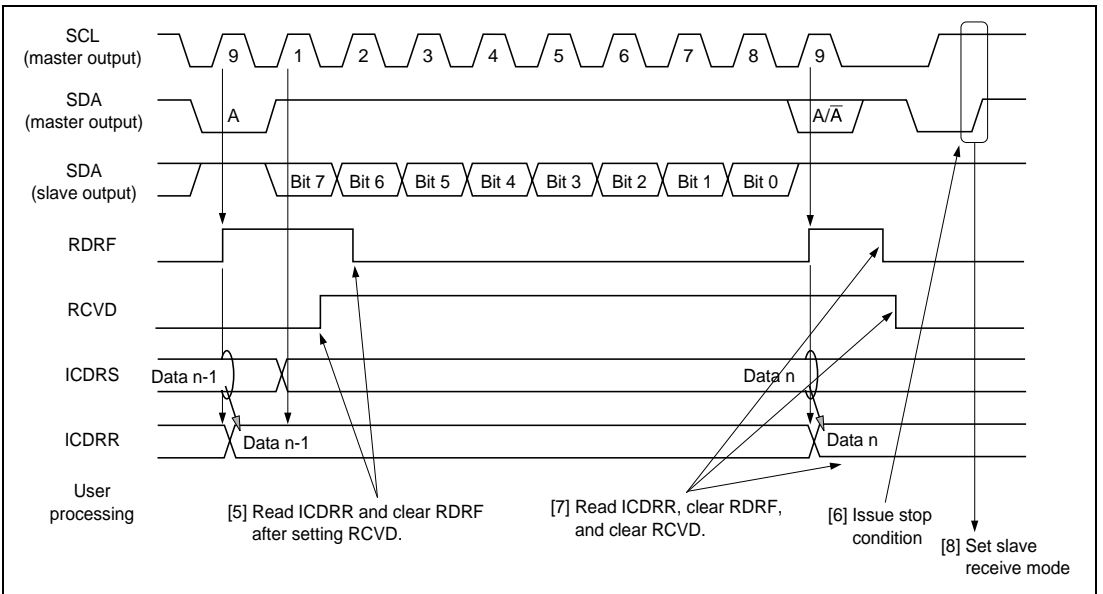 SCL
(master output)
9 1 2 3 4 5 6 7 8 9
SDA
(master output)
A A/A̅
SDA
(slave output)
Bit 7 Bit 6 Bit 5 Bit 4 Bit 3 Bit 2 Bit 1 Bit 0
RDRF
RCVD
ICDRS
Data n-1 Data n
ICDRR
Data n-1 Data n
User
processing
[5] Read ICDRR and clear RDRF
after setting RCVD.
[7] Read ICDRR, clear RDRF,
and clear RCVD.
[6] Issue stop
condition
[8] Set slave
receive mode